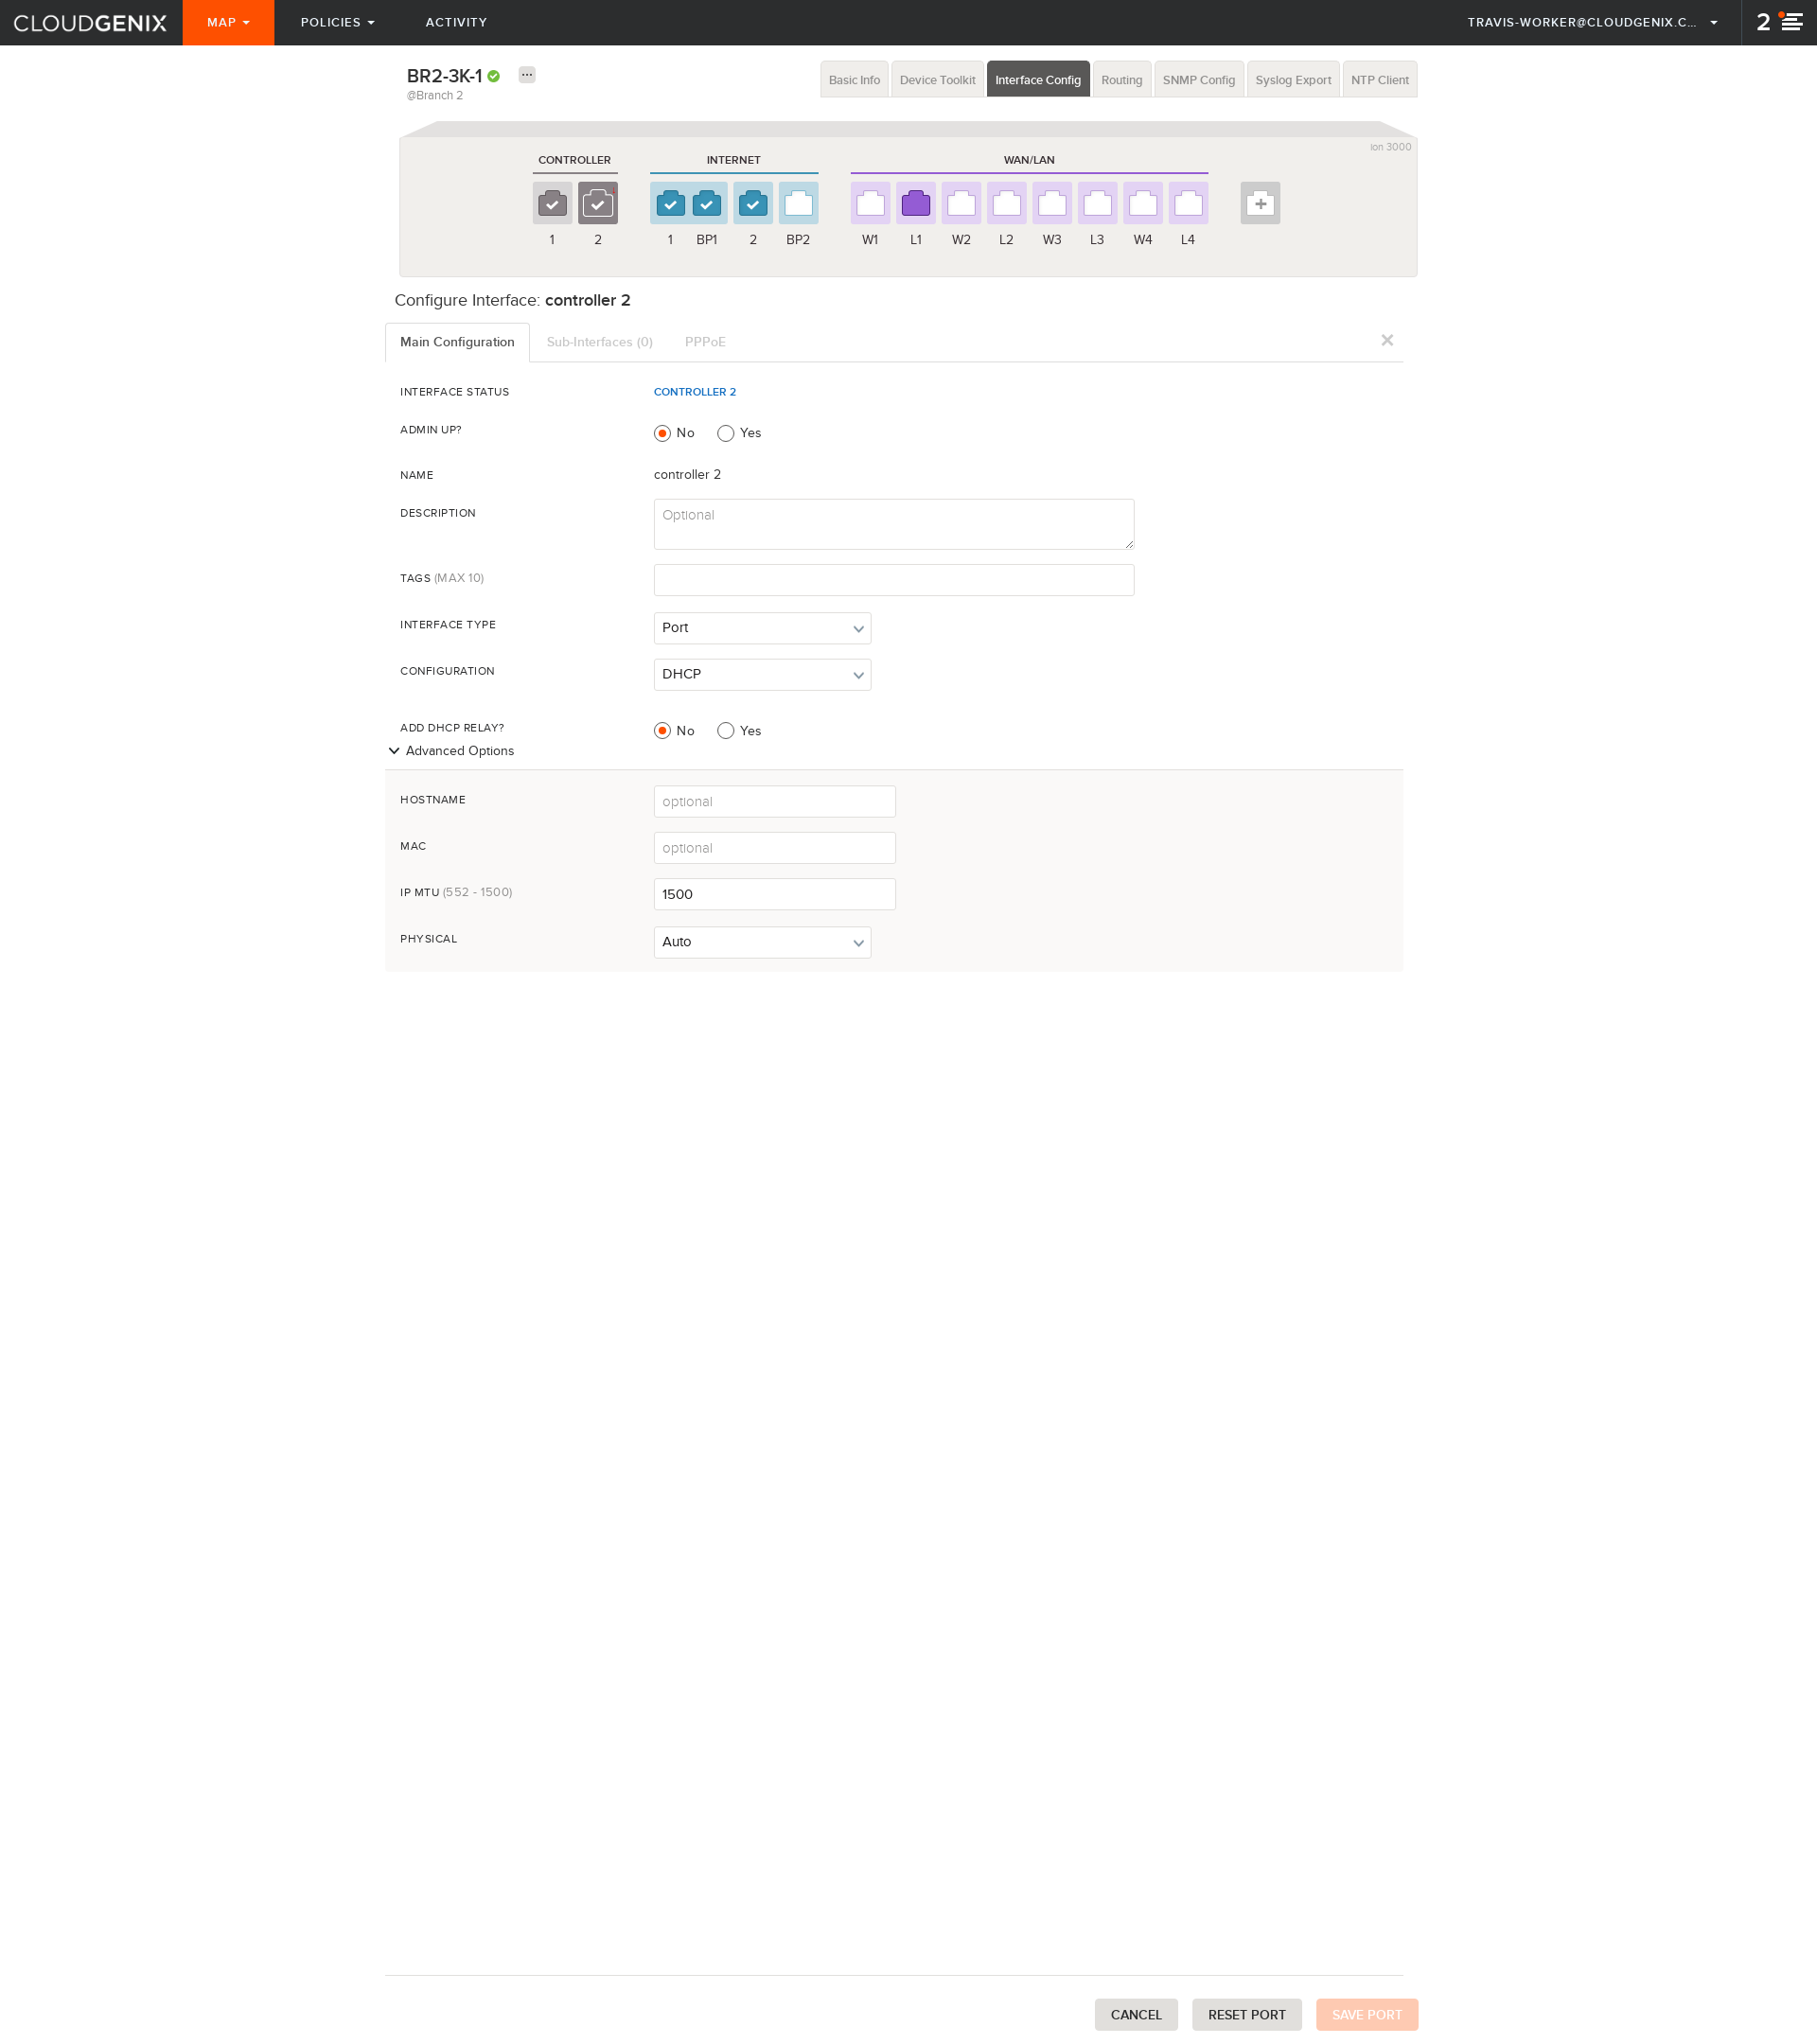 CLOUDGENIX MAP POLICIES ACTIVITY TRAVIS-WORKER@CLOUDGENIX.C... 2
BR2-3K-1 ...
@Branch 2
Basic Info Device Toolkit Interface Config Routing SNMP Config Syslog Export NTP Client
ion 3000
CONTROLLER INTERNET WAN/LAN
1 2 1 BP1 2 BP2 W1 L1 W2 L2 W3 L3 W4 L4
Configure Interface: controller 2
Main Configuration Sub-Interfaces (0) PPPoE
INTERFACE STATUS CONTROLLER 2
ADMIN UP? No Yes
NAME controller 2
DESCRIPTION Optional
TAGS (MAX 10)
INTERFACE TYPE Port
CONFIGURATION DHCP
ADD DHCP RELAY? No Yes
Advanced Options
HOSTNAME optional
MAC optional
IP MTU (552 - 1500) 1500
PHYSICAL Auto
CANCEL RESET PORT SAVE PORT